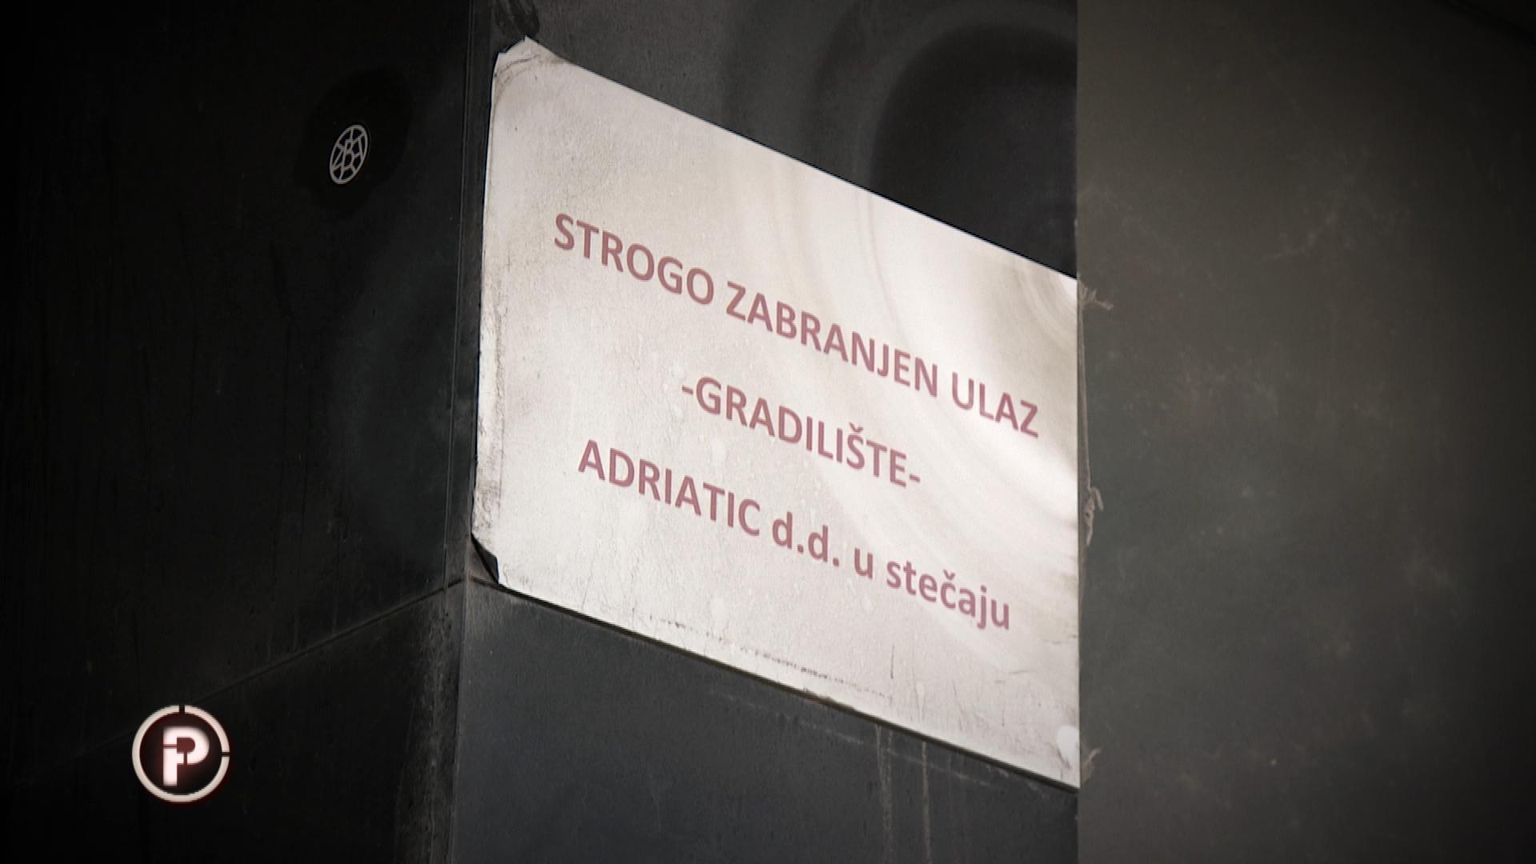 STROGO ZABRANJEN ULAZ
-GRADILIŠTE-
ADRIATIC d.d. u stečaju
P